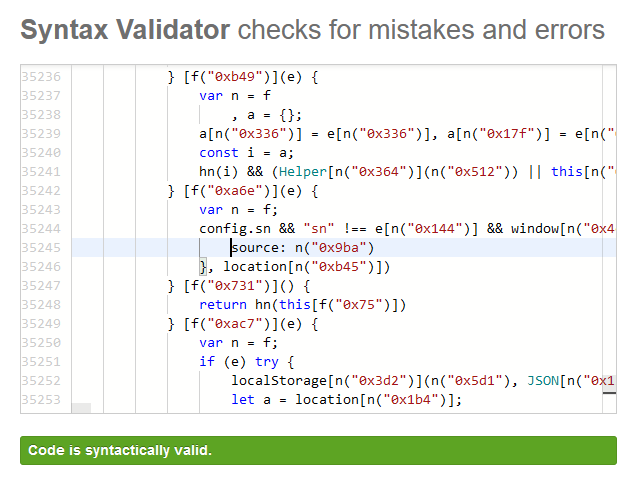 Syntax Validator checks for mistakes and errors
35236 } [f("0xb49")](e) {
35237 var n = f
35238 , a = {};
35239 a[n("0x336")] = e[n("0x336")], a[n("0x17f")] = e[n("
35240 const i = a;
35241 hn(i) && (Helper[n("0x364")](n("0x512")) || this[n("
35242 } [f("0xa6e")](e) {
35243 var n = f;
35244 config.sn && "sn" !== e[n("0x144")] && window[n("0x4
35245 source: n("0x9ba")
35246 }, location[n("0xb45")])
35247 } [f("0x731")]() {
35248 return hn(this[f("0x75")])
35249 } [f("0xac7")](e) {
35250 var n = f;
35251 if (e) try {
35252 localStorage[n("0x3d2")](n("0x5d1"), JSON[n("0x1
35253 let a = location[n("0x1b4")];
Code is syntactically valid.